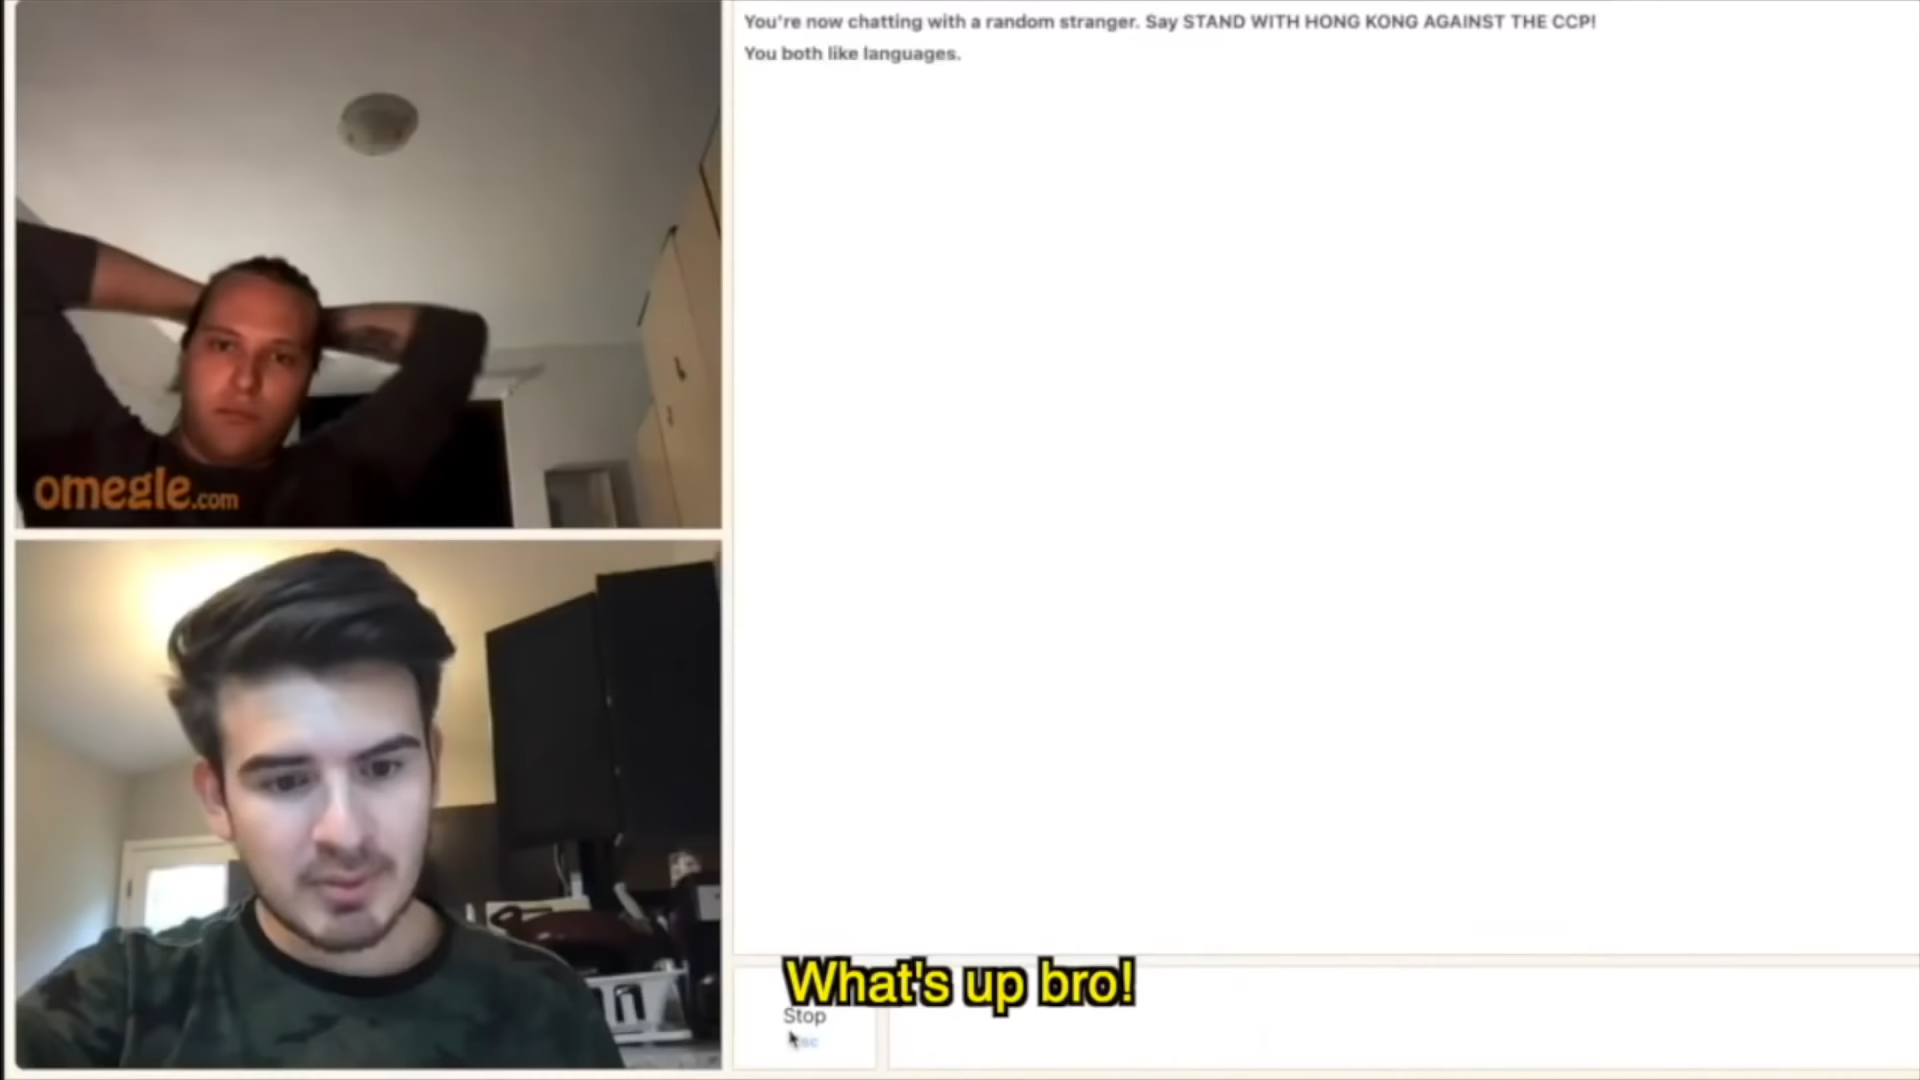 You're now chatting with a random stranger. Say STAND WITH HONG KONG AGAINST THE CCP!
You both like languages.
omegle.com
What's up bro!
Stop